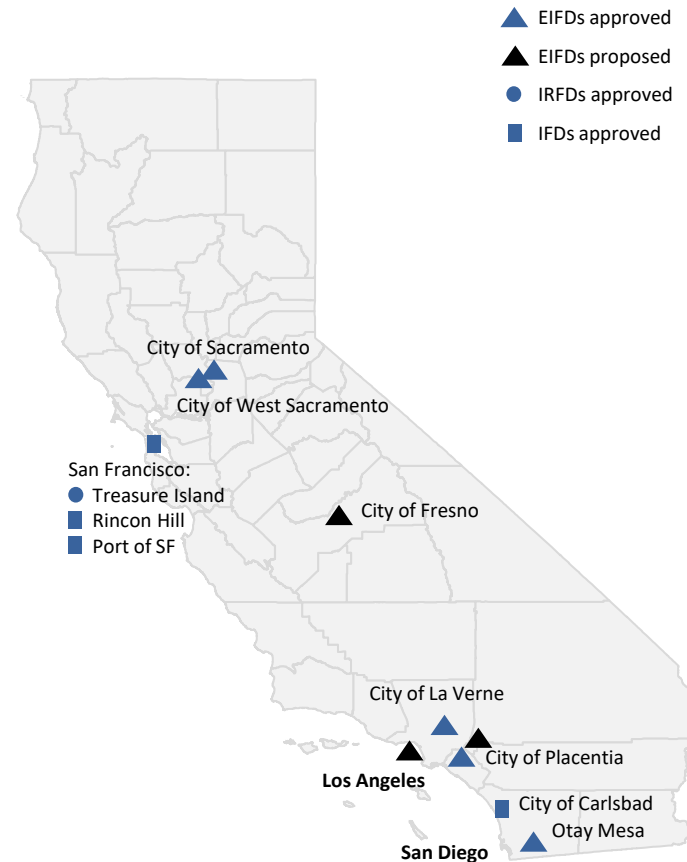 EIFDs approved
EIFDs proposed
IRFDs approved
IFDs approved
City of Sacramento
City of West Sacramento
San Francisco:
Treasure Island
Rincon Hill
Port of SF
City of Fresno
City of La Verne
City of Placentia
Los Angeles
City of Carlsbad
Otay Mesa
San Diego